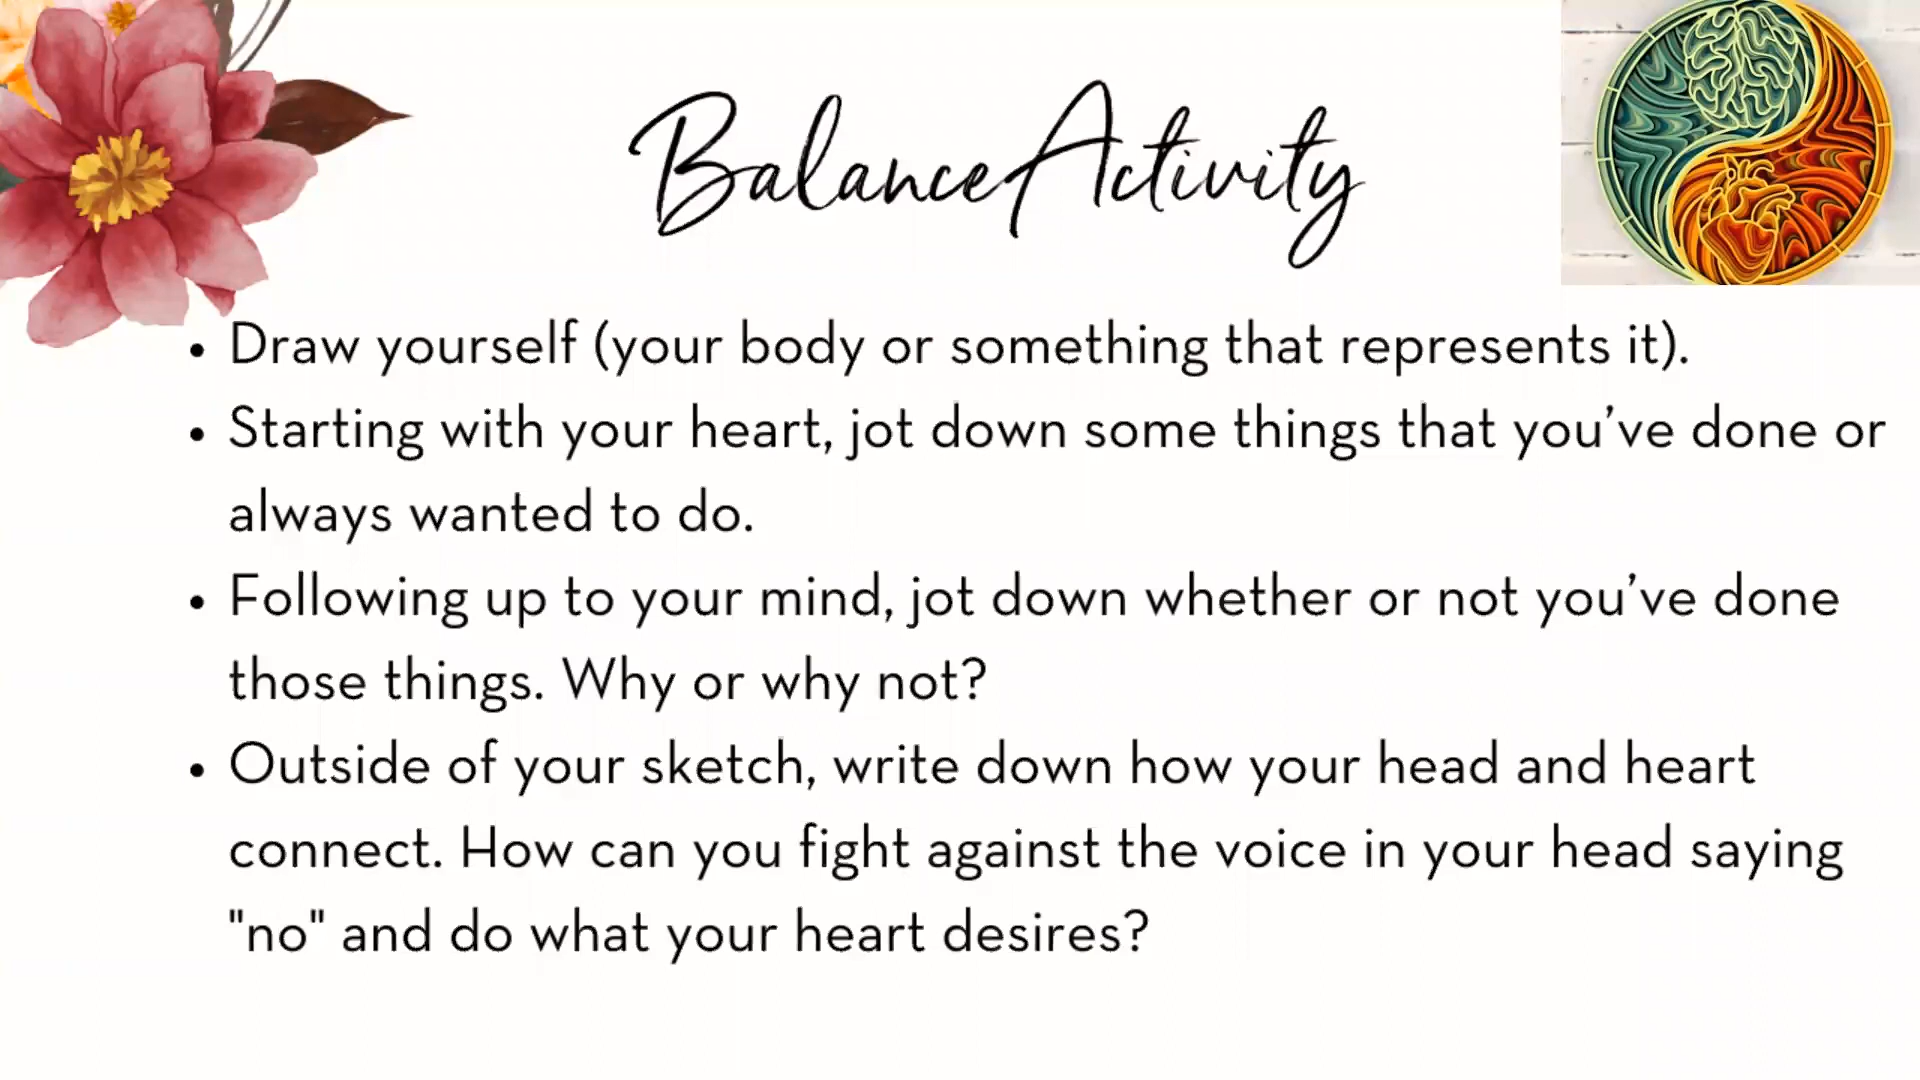 Balance Activity
• Draw yourself (your body or something that represents it).
• Starting with your heart, jot down some things that you’ve done or
always wanted to do.
• Following up to your mind, jot down whether or not you’ve done
those things. Why or why not?
• Outside of your sketch, write down how your head and heart
connect. How can you fight against the voice in your head saying
"no" and do what your heart desires?